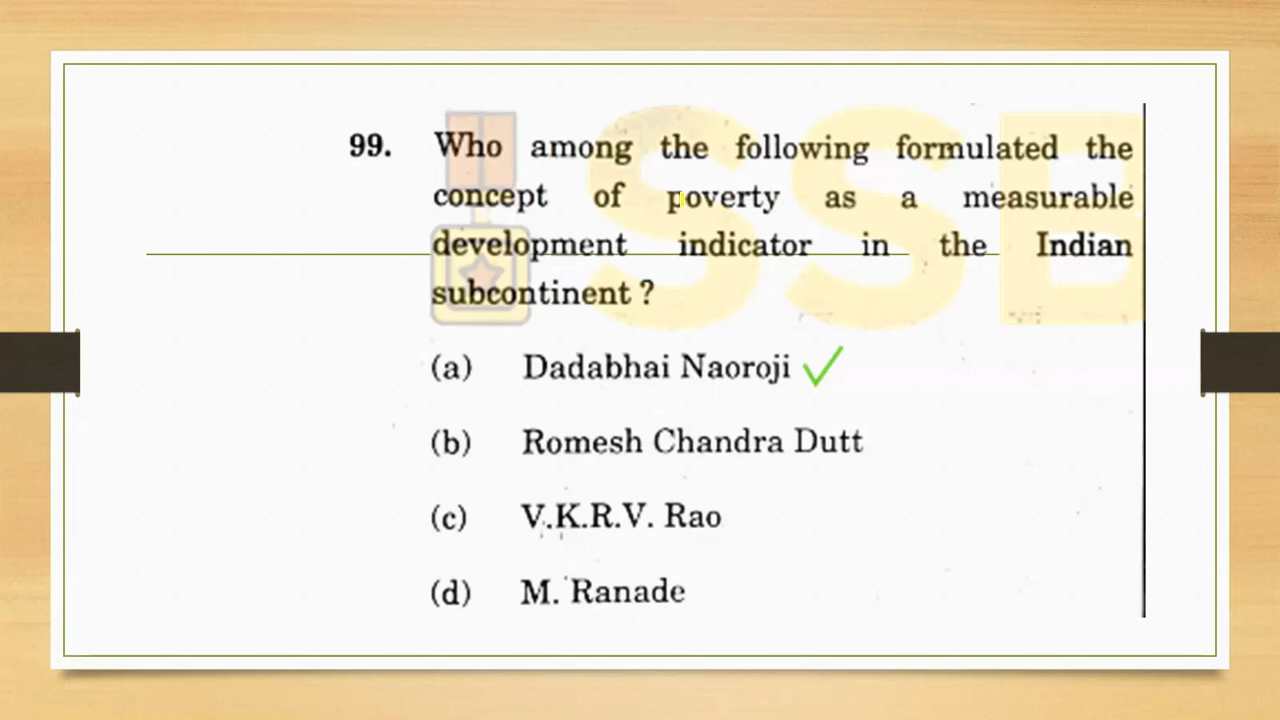 SSB
99. Who among the following formulated the
concept of poverty as a measurable
development indicator in the Indian
subcontinent ?
(a) Dadabhai Naoroji
(b) Romesh Chandra Dutt
(c) V.K.R.V. Rao
(d) M. Ranade